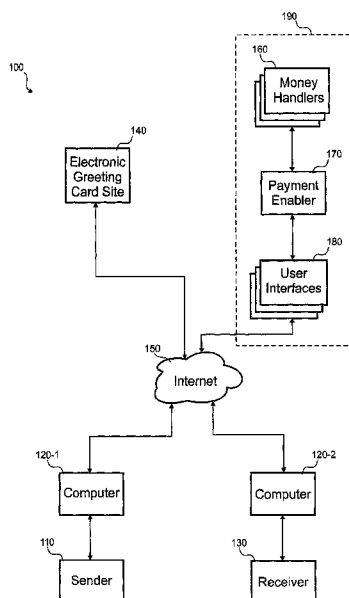 190
160
100
Money
Handlers
140
170
Electronic
Greeting
Card Site
Payment
Enabler
180
User
Interfaces
150
Internet
120-1
120-2
Computer
Computer
110
130
Sender
Receiver